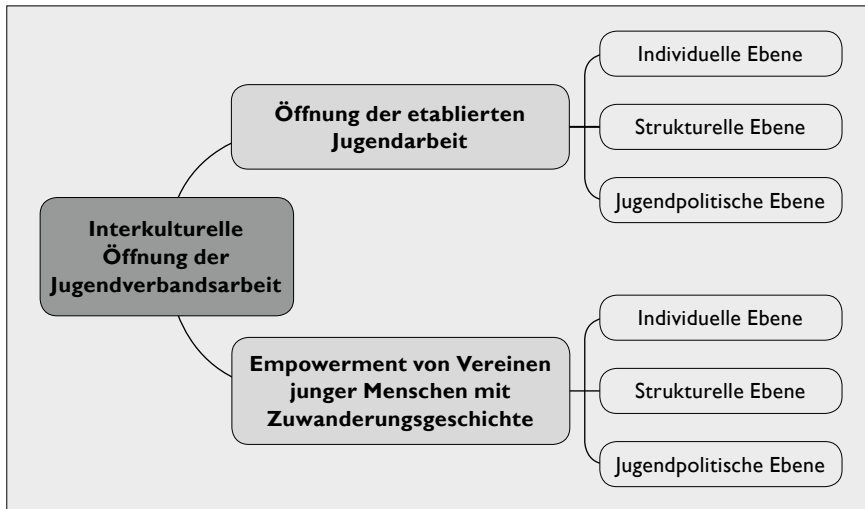 Interkulturelle
Öffnung der
Jugendverbandsarbeit
Öffnung der etablierten
Jugendarbeit
Individuelle Ebene
Strukturelle Ebene
Jugendpolitische Ebene
Empowerment von Vereinen
junger Menschen mit
Zuwanderungsgeschichte
Individuelle Ebene
Strukturelle Ebene
Jugendpolitische Ebene